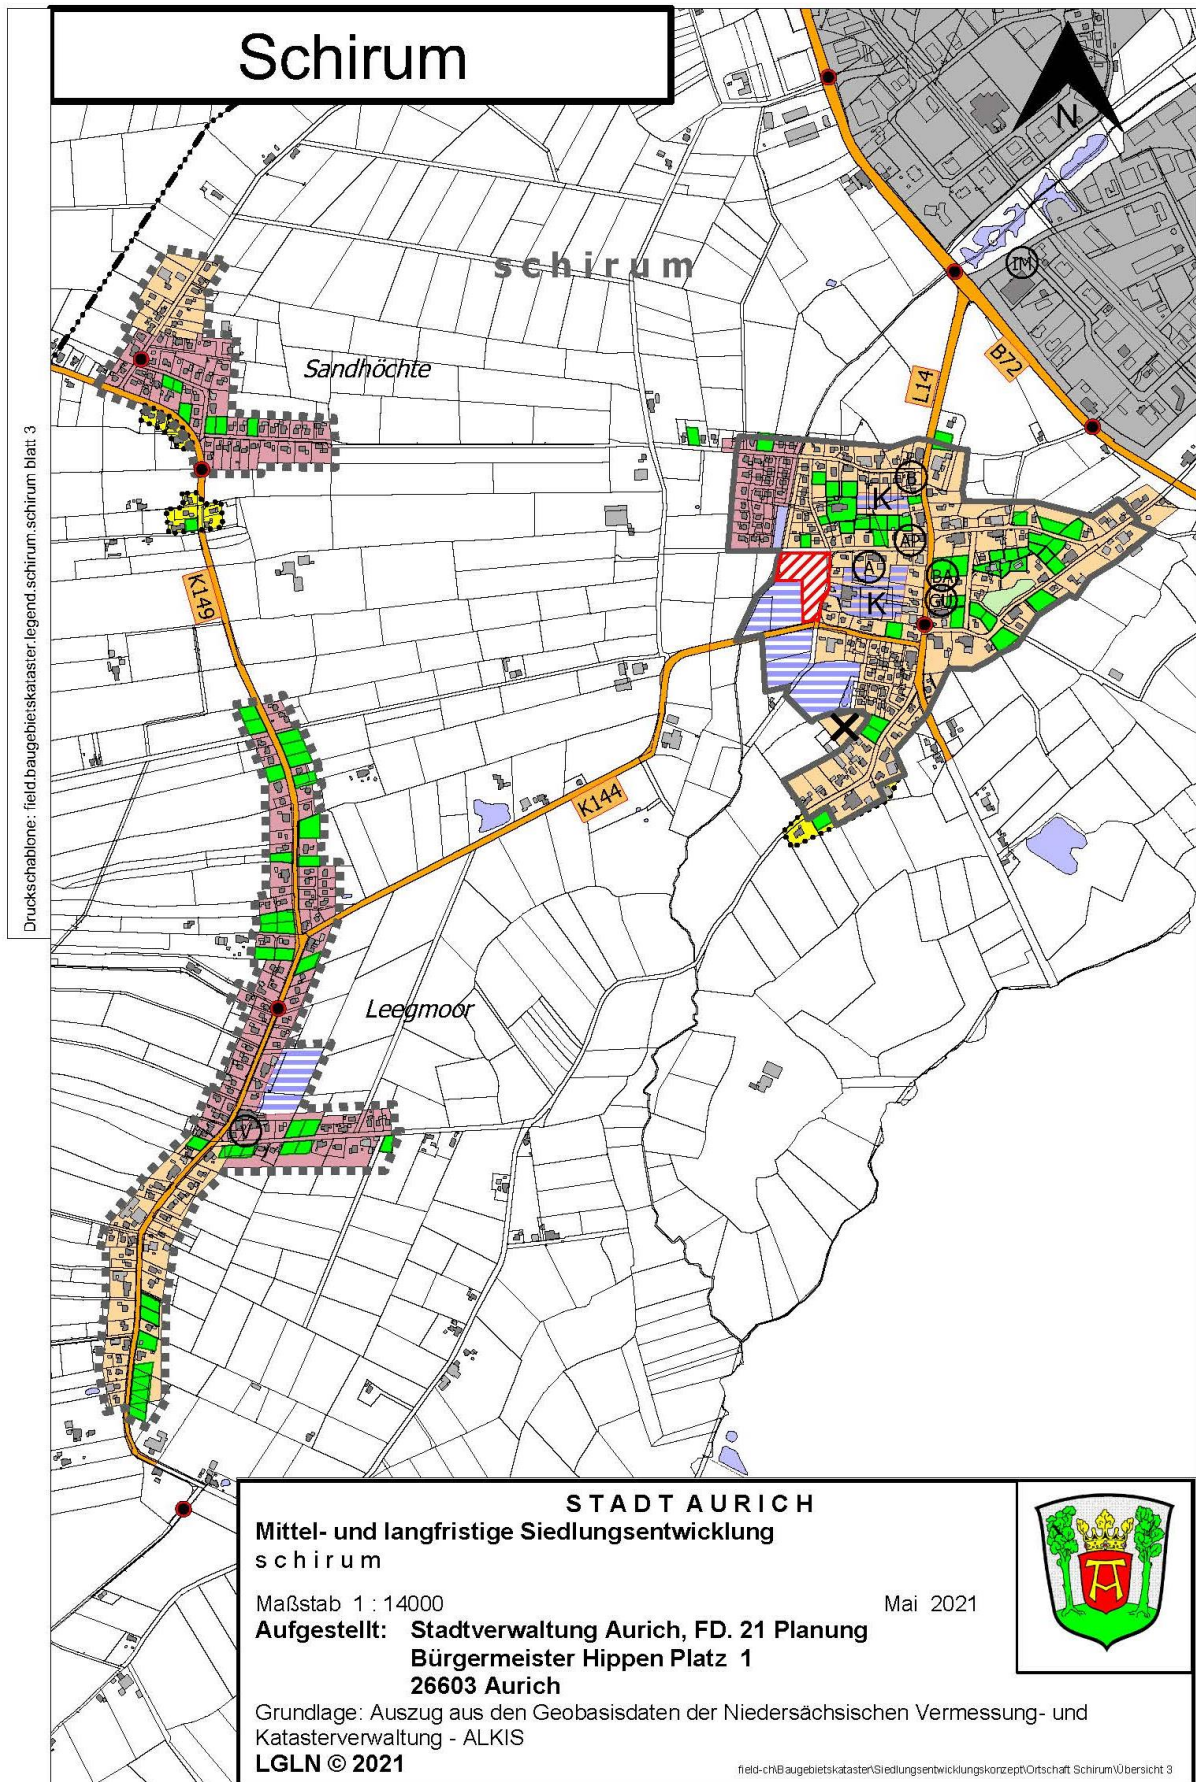 Schirum
N
schirum
IM
Sandhöchte
B72
L14
B
K
AP
A
BA
K
GU
K149
K144
Leegmoor
V
Druckschablone: field.baugebietskataster.legend.schirum.schirum blatt 3
STADT AURICH
Mittel- und langfristige Siedlungsentwicklung
schirum
Maßstab 1 : 14000 Mai 2021
Aufgestellt: Stadtverwaltung Aurich, FD. 21 Planung
Bürgermeister Hippen Platz 1
26603 Aurich
Grundlage: Auszug aus den Geobasisdaten der Niedersächsischen Vermessung- und
Katasterverwaltung - ALKIS
LGLN © 2021
field-ch\Baugebietskataster\Siedlungsentwicklungskonzept\Ortschaft Schirum\Übersicht 3